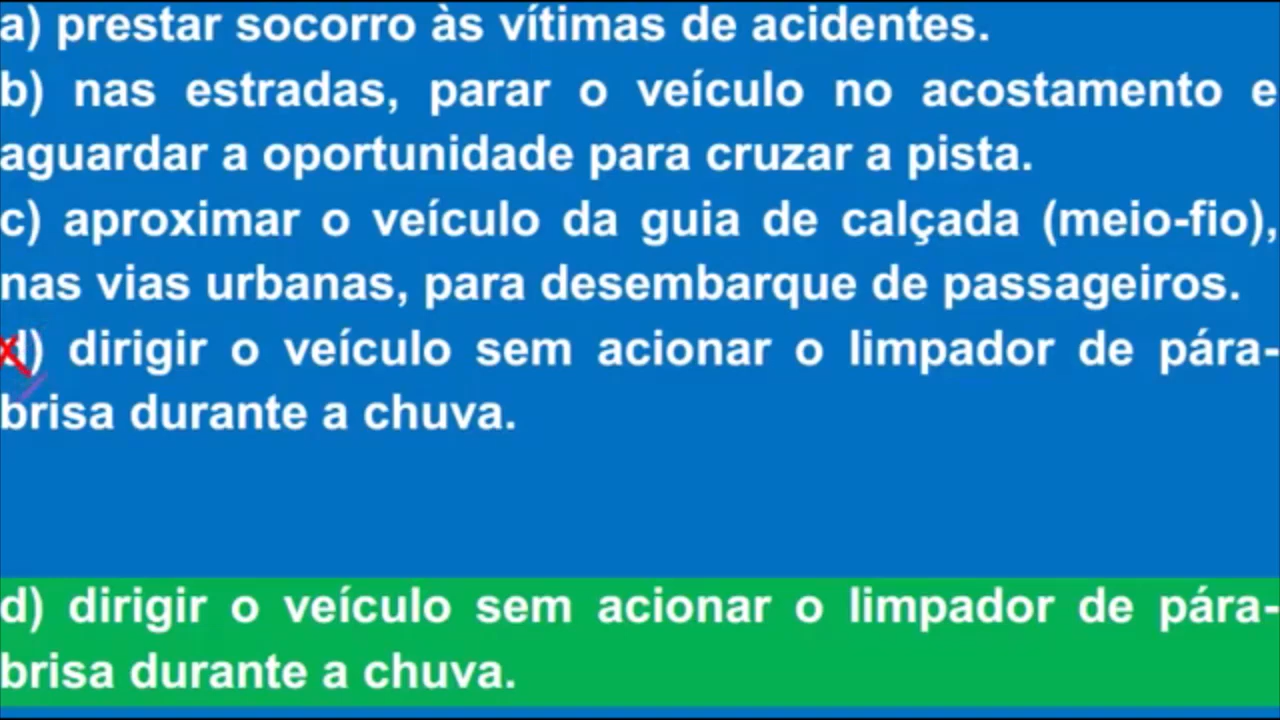 a) prestar socorro às vítimas de acidentes.
b) nas estradas, parar o veículo no acostamento e
aguardar a oportunidade para cruzar a pista.
c) aproximar o veículo da guia de calçada (meio-fio),
nas vias urbanas, para desembarque de passageiros.
d) dirigir o veículo sem acionar o limpador de pára-
brisa durante a chuva.
d) dirigir o veículo sem acionar o limpador de pára-
brisa durante a chuva.